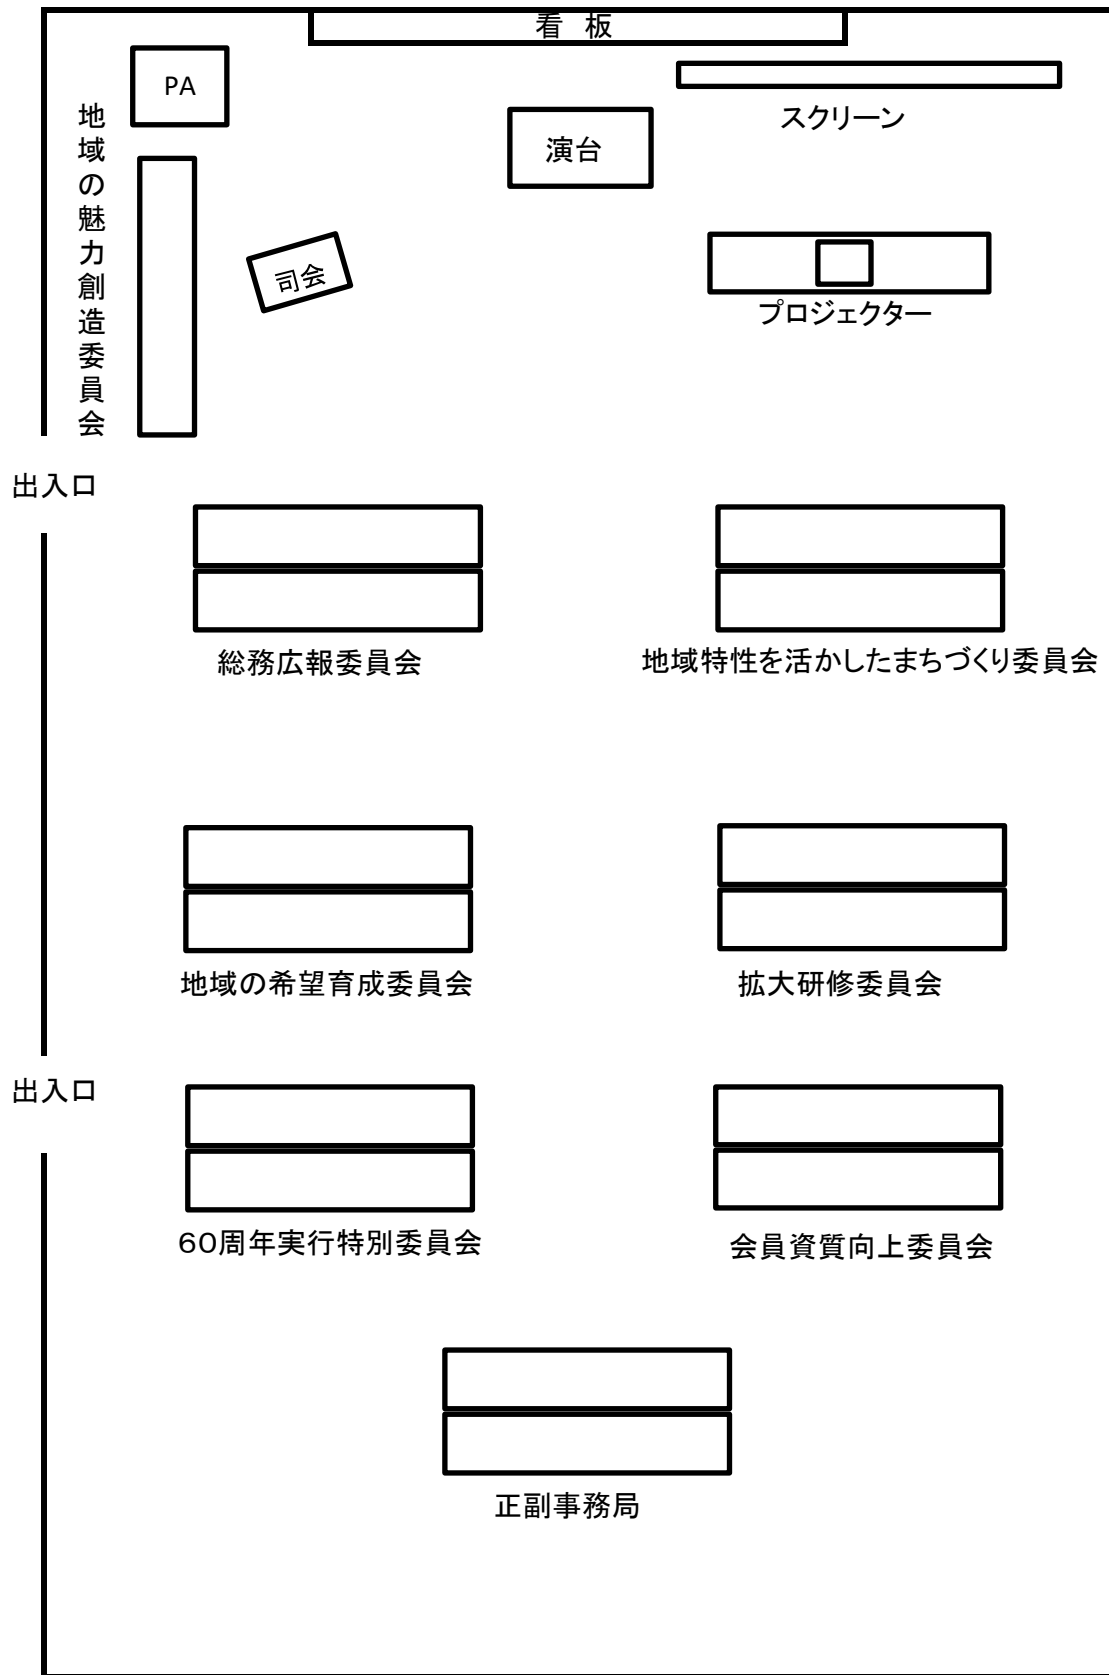 看 板
PA
スクリーン
演台
地域の魅力創造委員会
司会
プロジェクター
出入口
総務広報委員会
地域特性を活かしたまちづくり委員会
地域の希望育成委員会
拡大研修委員会
出入口
60周年実行特別委員会
会員資質向上委員会
正副事務局